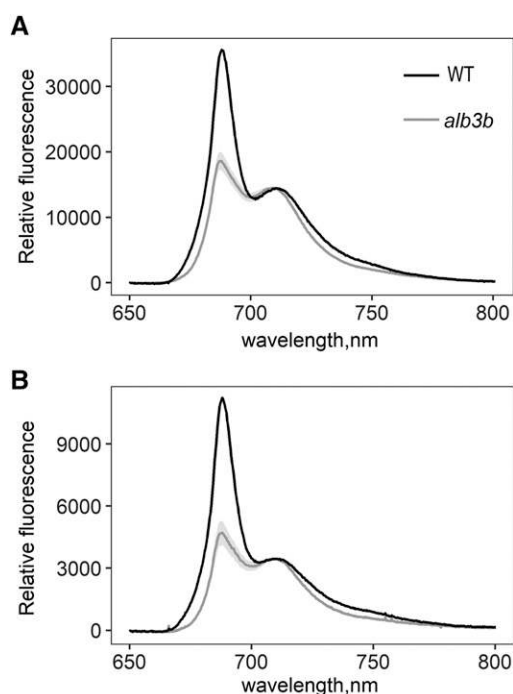 A
Relative fluorescence
30000
20000
10000
0
WT
alb3b
650 700 750 800
wavelength,nm
B
Relative fluorescence
9000
6000
3000
0
650 700 750 800
wavelength,nm